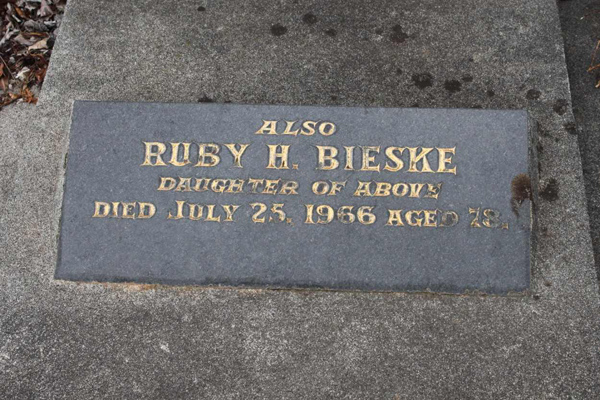 ALSO
RUBY H. BIESKE
DAUGHTER OF ABOVE
DIED JULY 25. 1966 AGED 78.